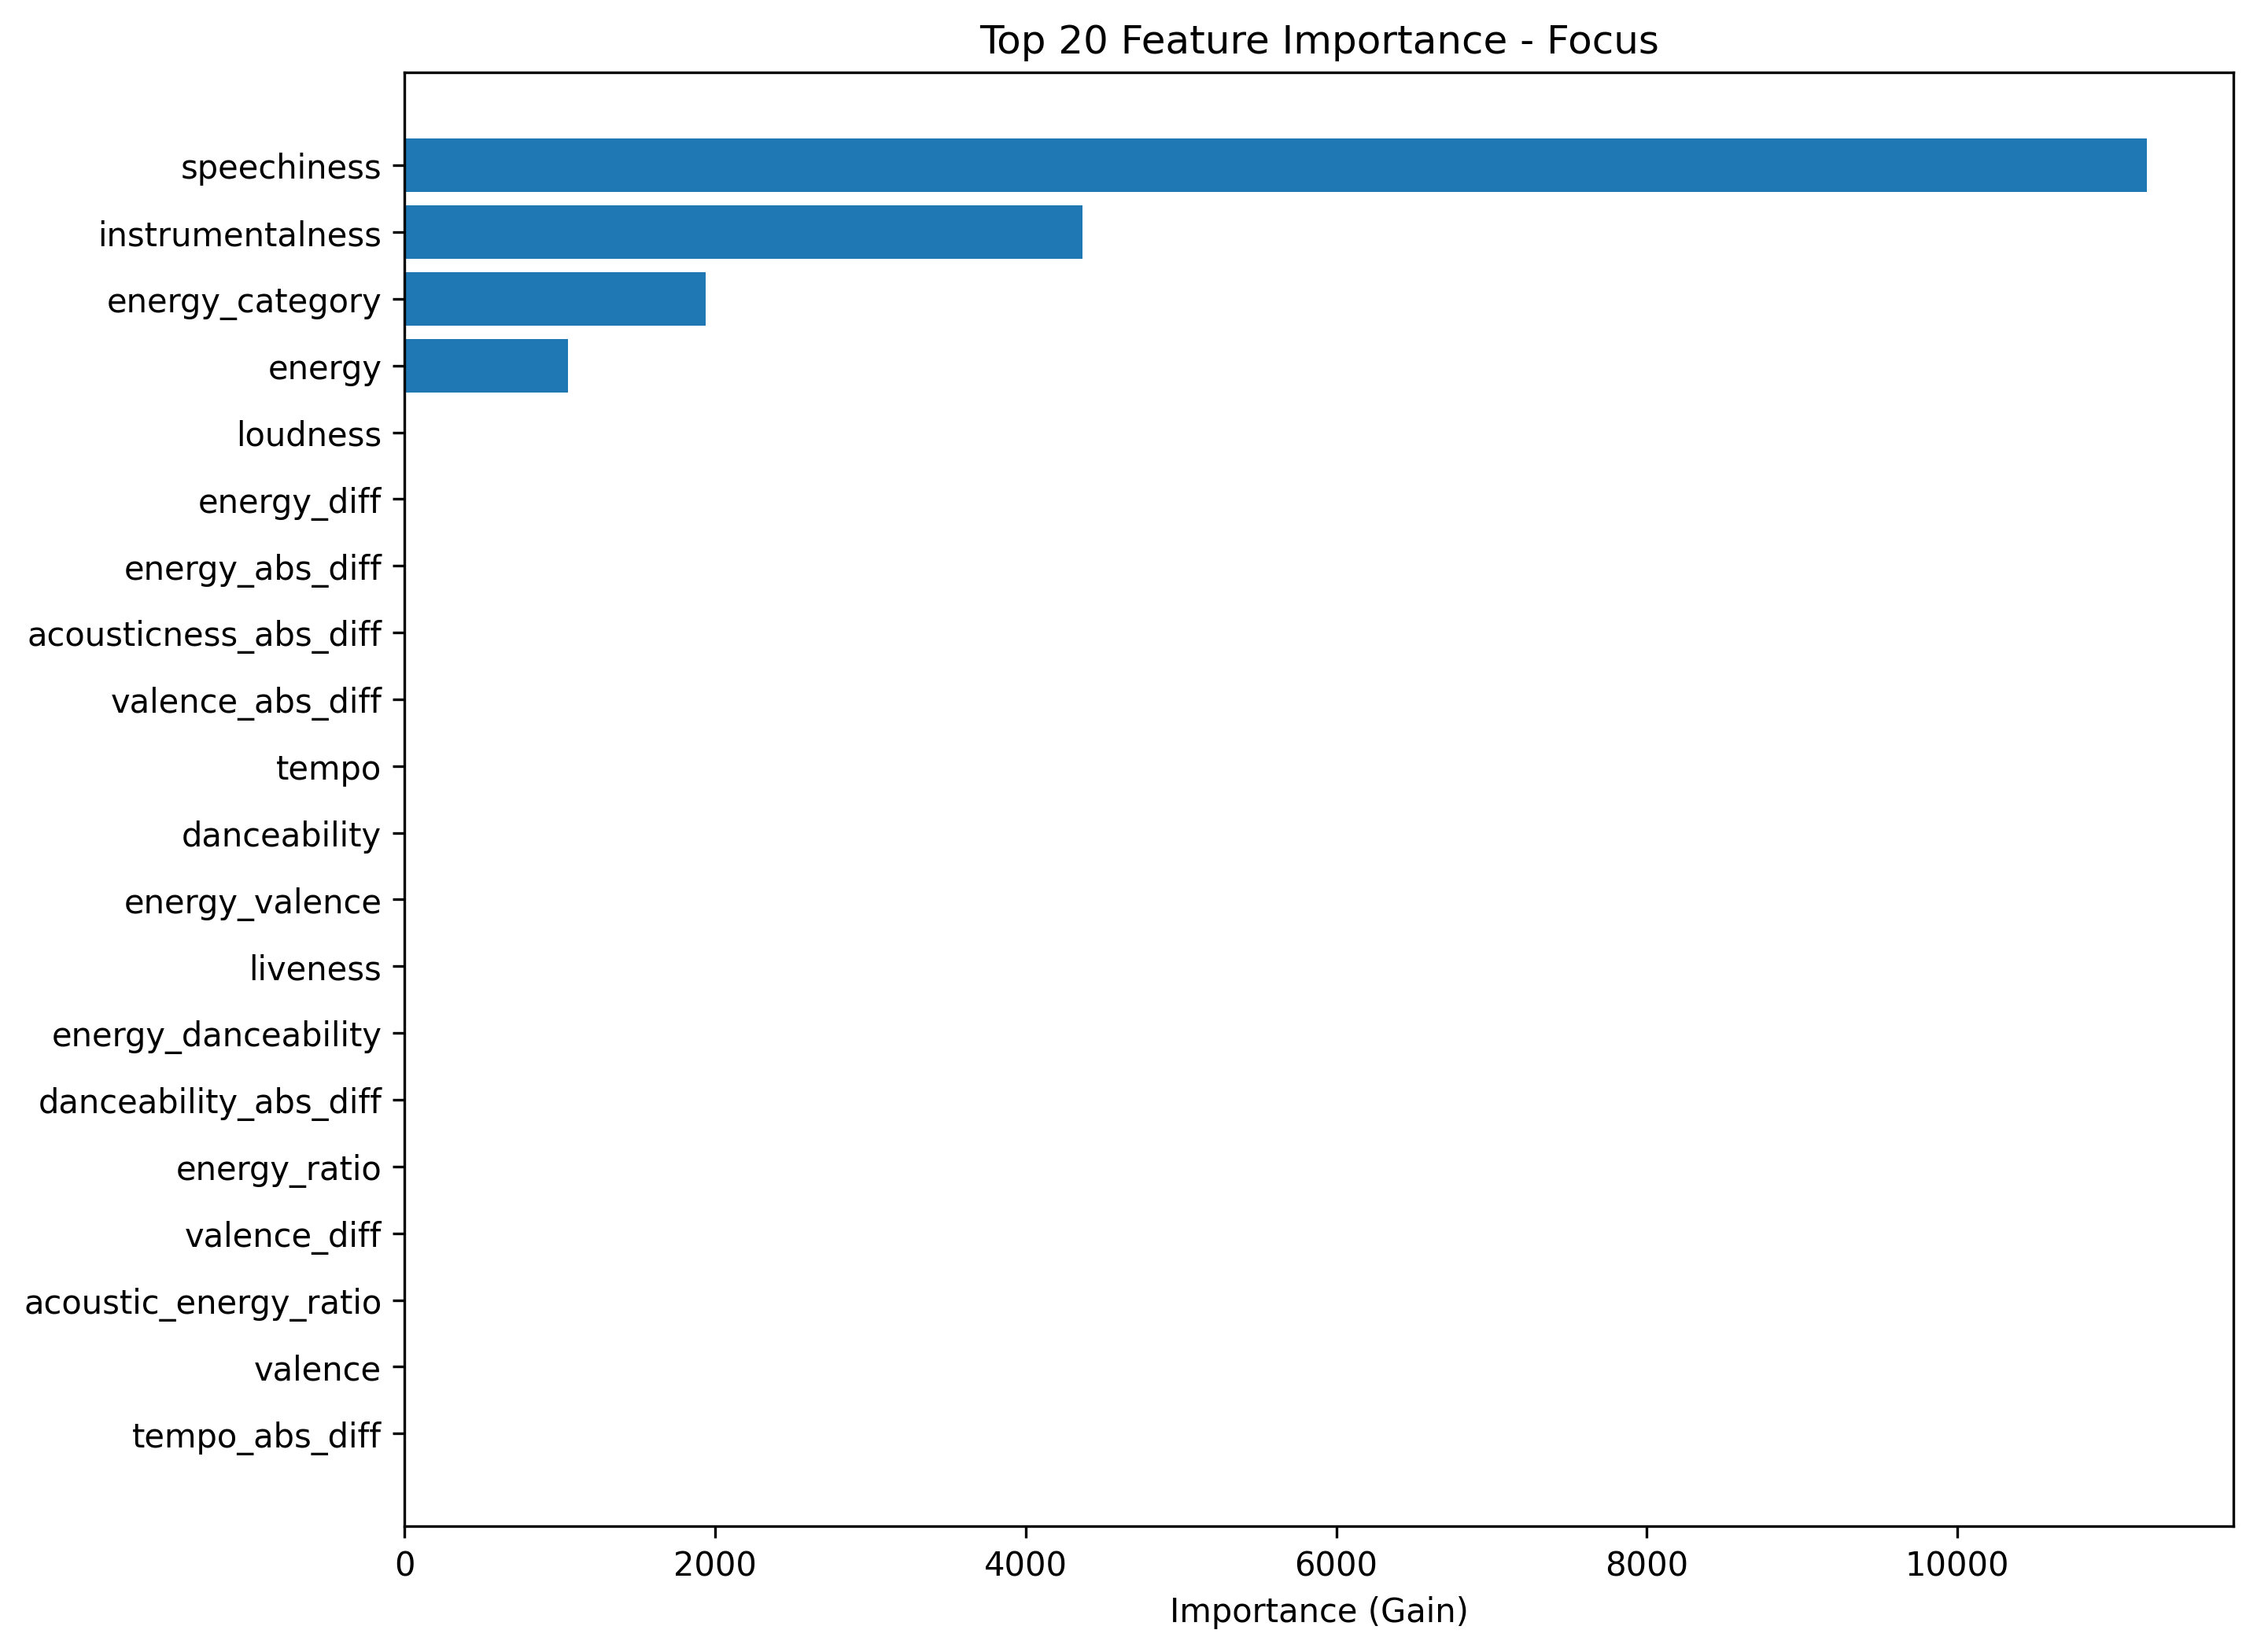 Top 20 Feature Importance - Focus
speechiness
instrumentalness
energy_category
energy
loudness
energy_diff
energy_abs_diff
acousticness_abs_diff
valence_abs_diff
tempo
danceability
energy_valence
liveness
energy_danceability
danceability_abs_diff
energy_ratio
valence_diff
acoustic_energy_ratio
valence
tempo_abs_diff
0 2000 4000 6000 8000 10000
Importance (Gain)